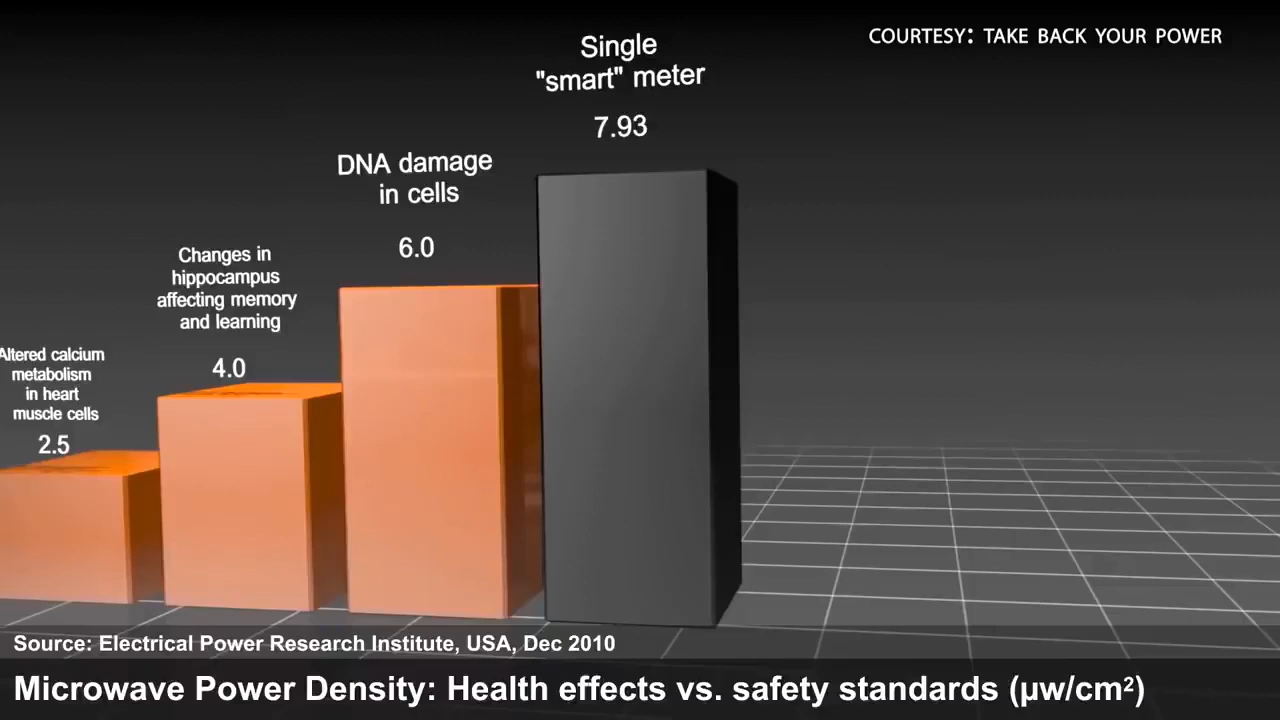 COURTESY: TAKE BACK YOUR POWER
Single
"smart" meter
7.93
DNA damage
in cells
6.0
Changes in
hippocampus
affecting memory
and learning
4.0
Altered calcium
metabolism
in heart
muscle cells
2.5
Source: Electrical Power Research Institute, USA, Dec 2010
Microwave Power Density: Health effects vs. safety standards (µw/cm²)